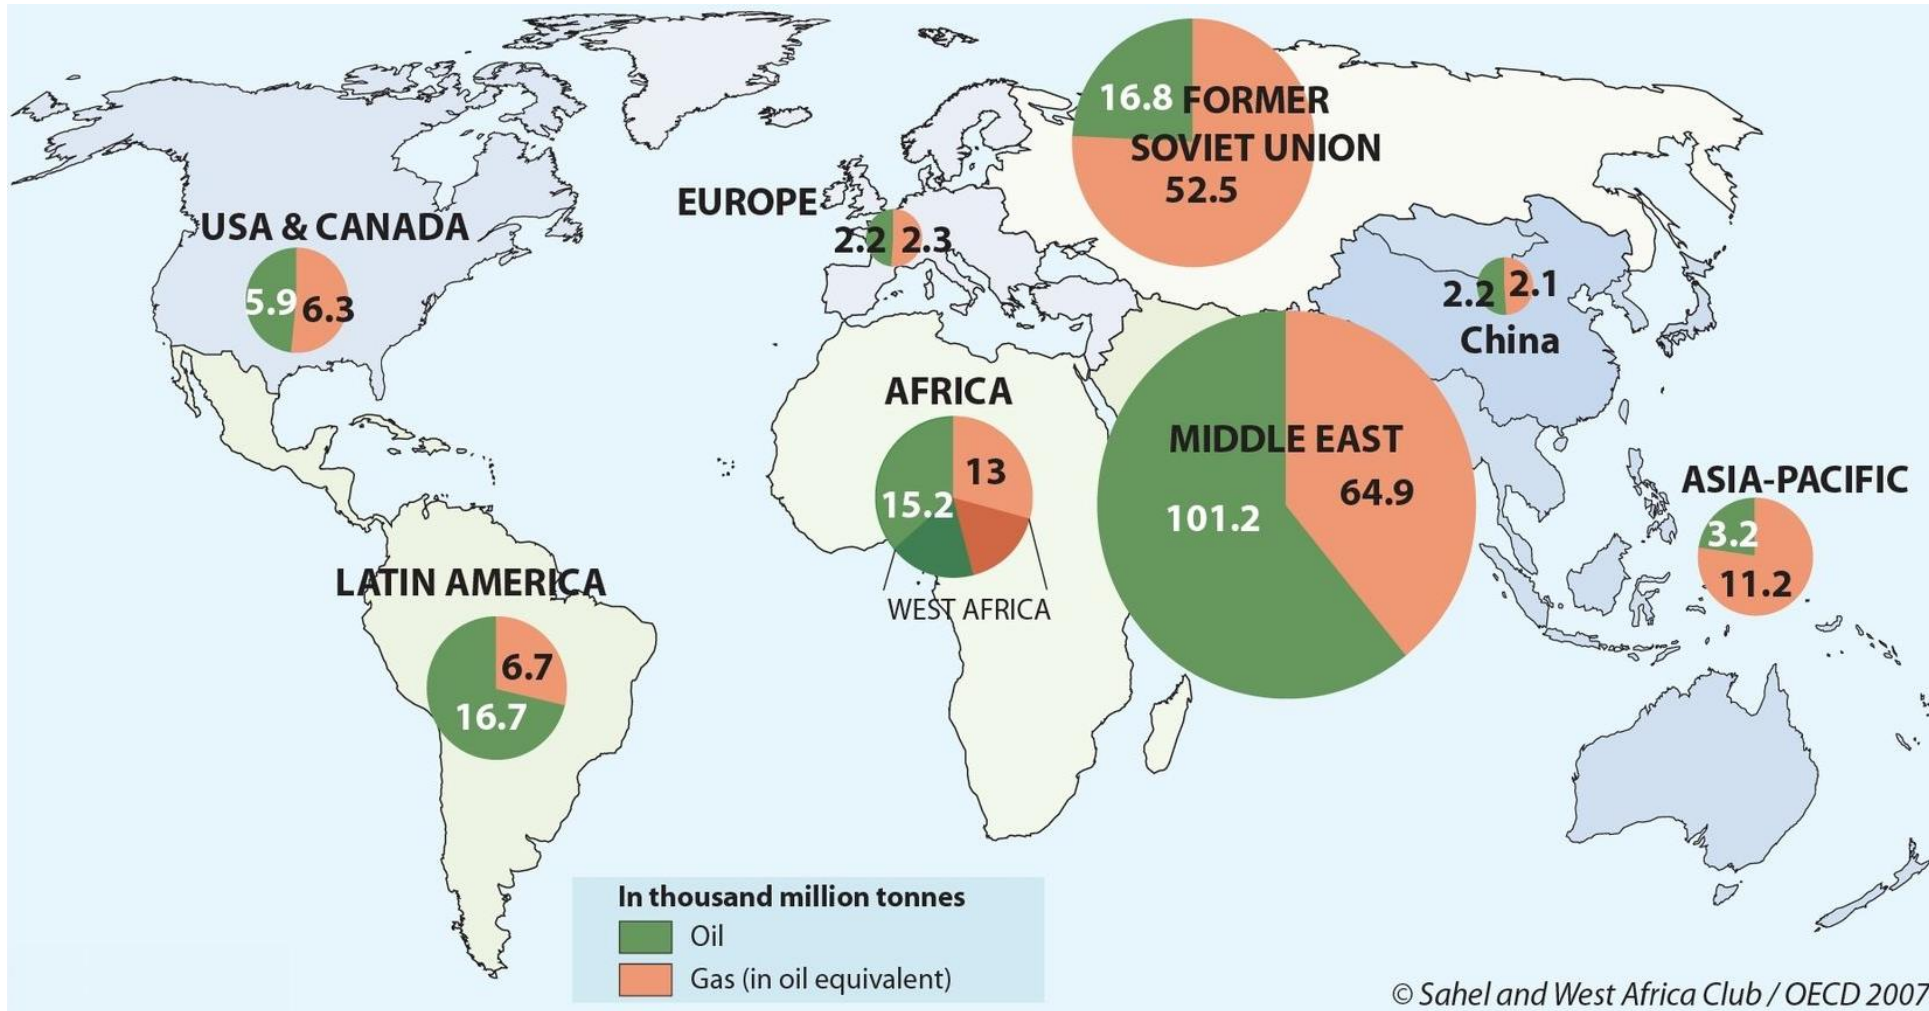 16.8 FORMER
SOVIET UNION
52.5
EUROPE
2.2 2.3
USA & CANADA
5.9 6.3
2.2 2.1
China
AFRICA
13
15.2
WEST AFRICA
MIDDLE EAST
64.9
101.2
ASIA-PACIFIC
3.2
11.2
LATIN AMERICA
6.7
16.7
In thousand million tonnes
Oil
Gas (in oil equivalent)
© Sahel and West Africa Club / OECD 2007